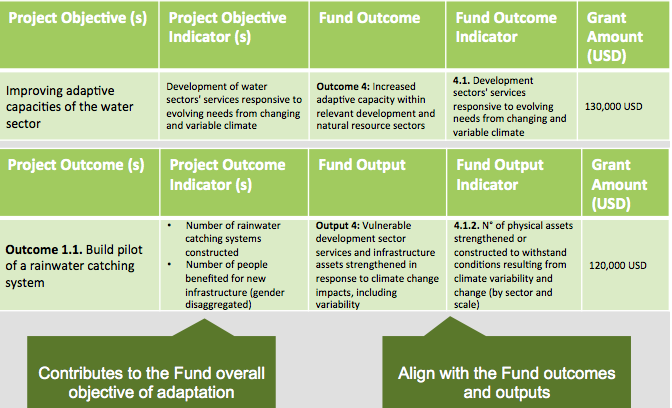 Project Objective (s)
Project Objective
Indicator (s)
Fund Outcome
Fund Outcome
Indicator
Grant
Amount
(USD)
Improving adaptive
capacities of the water
sector
Development of water
sectors' services responsive to
evolving needs from changing
and variable climate
Outcome 4: Increased
adaptive capacity within
relevant development and
natural resource sectors
4.1. Development
sectors' services
responsive to evolving
needs from changing and
variable climate
130,000 USD
Project Outcome (s)
Project Outcome
Indicator (s)
Fund Output
Fund Output
Indicator
Grant
Amount
(USD)
Outcome 1.1. Build pilot
of a rainwater catching
system
• Number of rainwater
catching systems
constructed
• Number of people
benefited for new
infrastructure (gender
disaggregated)
Output 4: Vulnerable
development sector
services and infrastructure
assets strengthened in
response to climate change
impacts, including
variability
4.1.2. N° of physical assets
strengthened or
constructed to withstand
conditions resulting from
climate variability and
change (by sector and
scale)
120,000 USD
Contributes to the Fund overall
objective of adaptation
Align with the Fund outcomes
and outputs